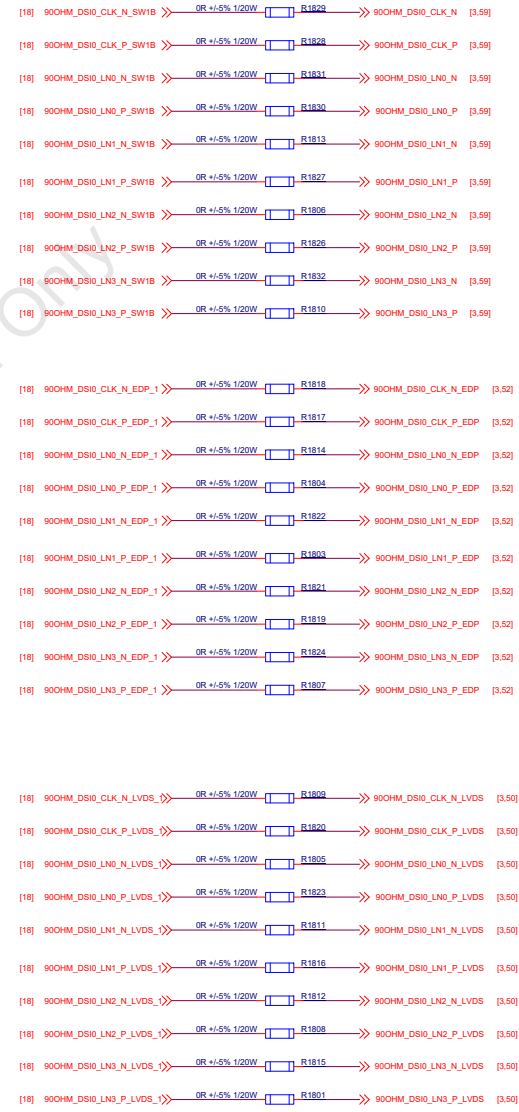 [18] 90OHM_DSI0_CLK_N_SW1B 0R +/-5% 1/20W R1829 90OHM_DSI0_CLK_N [3,59]
[18] 90OHM_DSI0_CLK_P_SW1B 0R +/-5% 1/20W R1828 90OHM_DSI0_CLK_P [3,59]
[18] 90OHM_DSI0_LN0_N_SW1B 0R +/-5% 1/20W R1831 90OHM_DSI0_LN0_N [3,59]
[18] 90OHM_DSI0_LN0_P_SW1B 0R +/-5% 1/20W R1830 90OHM_DSI0_LN0_P [3,59]
[18] 90OHM_DSI0_LN1_N_SW1B 0R +/-5% 1/20W R1813 90OHM_DSI0_LN1_N [3,59]
[18] 90OHM_DSI0_LN1_P_SW1B 0R +/-5% 1/20W R1827 90OHM_DSI0_LN1_P [3,59]
[18] 90OHM_DSI0_LN2_N_SW1B 0R +/-5% 1/20W R1806 90OHM_DSI0_LN2_N [3,59]
[18] 90OHM_DSI0_LN2_P_SW1B 0R +/-5% 1/20W R1826 90OHM_DSI0_LN2_P [3,59]
Only
[18] 90OHM_DSI0_LN3_N_SW1B 0R +/-5% 1/20W R1832 90OHM_DSI0_LN3_N [3,59]
[18] 90OHM_DSI0_LN3_P_SW1B 0R +/-5% 1/20W R1810 90OHM_DSI0_LN3_P [3,59]
[18] 90OHM_DSI0_CLK_N_EDP_1 0R +/-5% 1/20W R1818 90OHM_DSI0_CLK_N_EDP [3,52]
[18] 90OHM_DSI0_CLK_P_EDP_1 0R +/-5% 1/20W R1817 90OHM_DSI0_CLK_P_EDP [3,52]
[18] 90OHM_DSI0_LN0_N_EDP_1 0R +/-5% 1/20W R1814 90OHM_DSI0_LN0_N_EDP [3,52]
[18] 90OHM_DSI0_LN0_P_EDP_1 0R +/-5% 1/20W R1804 90OHM_DSI0_LN0_P_EDP [3,52]
[18] 90OHM_DSI0_LN1_N_EDP_1 0R +/-5% 1/20W R1822 90OHM_DSI0_LN1_N_EDP [3,52]
[18] 90OHM_DSI0_LN1_P_EDP_1 0R +/-5% 1/20W R1803 90OHM_DSI0_LN1_P_EDP [3,52]
[18] 90OHM_DSI0_LN2_N_EDP_1 0R +/-5% 1/20W R1821 90OHM_DSI0_LN2_N_EDP [3,52]
[18] 90OHM_DSI0_LN2_P_EDP_1 0R +/-5% 1/20W R1819 90OHM_DSI0_LN2_P_EDP [3,52]
[18] 90OHM_DSI0_LN3_N_EDP_1 0R +/-5% 1/20W R1824 90OHM_DSI0_LN3_N_EDP [3,52]
[18] 90OHM_DSI0_LN3_P_EDP_1 0R +/-5% 1/20W R1807 90OHM_DSI0_LN3_P_EDP [3,52]
[18] 90OHM_DSI0_CLK_N_LVDS_1 0R +/-5% 1/20W R1809 90OHM_DSI0_CLK_N_LVDS [3,50]
[18] 90OHM_DSI0_CLK_P_LVDS_1 0R +/-5% 1/20W R1820 90OHM_DSI0_CLK_P_LVDS [3,50]
[18] 90OHM_DSI0_LN0_N_LVDS_1 0R +/-5% 1/20W R1805 90OHM_DSI0_LN0_N_LVDS [3,50]
[18] 90OHM_DSI0_LN0_P_LVDS_1 0R +/-5% 1/20W R1823 90OHM_DSI0_LN0_P_LVDS [3,50]
[18] 90OHM_DSI0_LN1_N_LVDS_1 0R +/-5% 1/20W R1811 90OHM_DSI0_LN1_N_LVDS [3,50]
[18] 90OHM_DSI0_LN1_P_LVDS_1 0R +/-5% 1/20W R1816 90OHM_DSI0_LN1_P_LVDS [3,50]
[18] 90OHM_DSI0_LN2_N_LVDS_1 0R +/-5% 1/20W R1812 90OHM_DSI0_LN2_N_LVDS [3,50]
[18] 90OHM_DSI0_LN2_P_LVDS_1 0R +/-5% 1/20W R1808 90OHM_DSI0_LN2_P_LVDS [3,50]
[18] 90OHM_DSI0_LN3_N_LVDS_1 0R +/-5% 1/20W R1815 90OHM_DSI0_LN3_N_LVDS [3,50]
[18] 90OHM_DSI0_LN3_P_LVDS_1 0R +/-5% 1/20W R1801 90OHM_DSI0_LN3_P_LVDS [3,50]